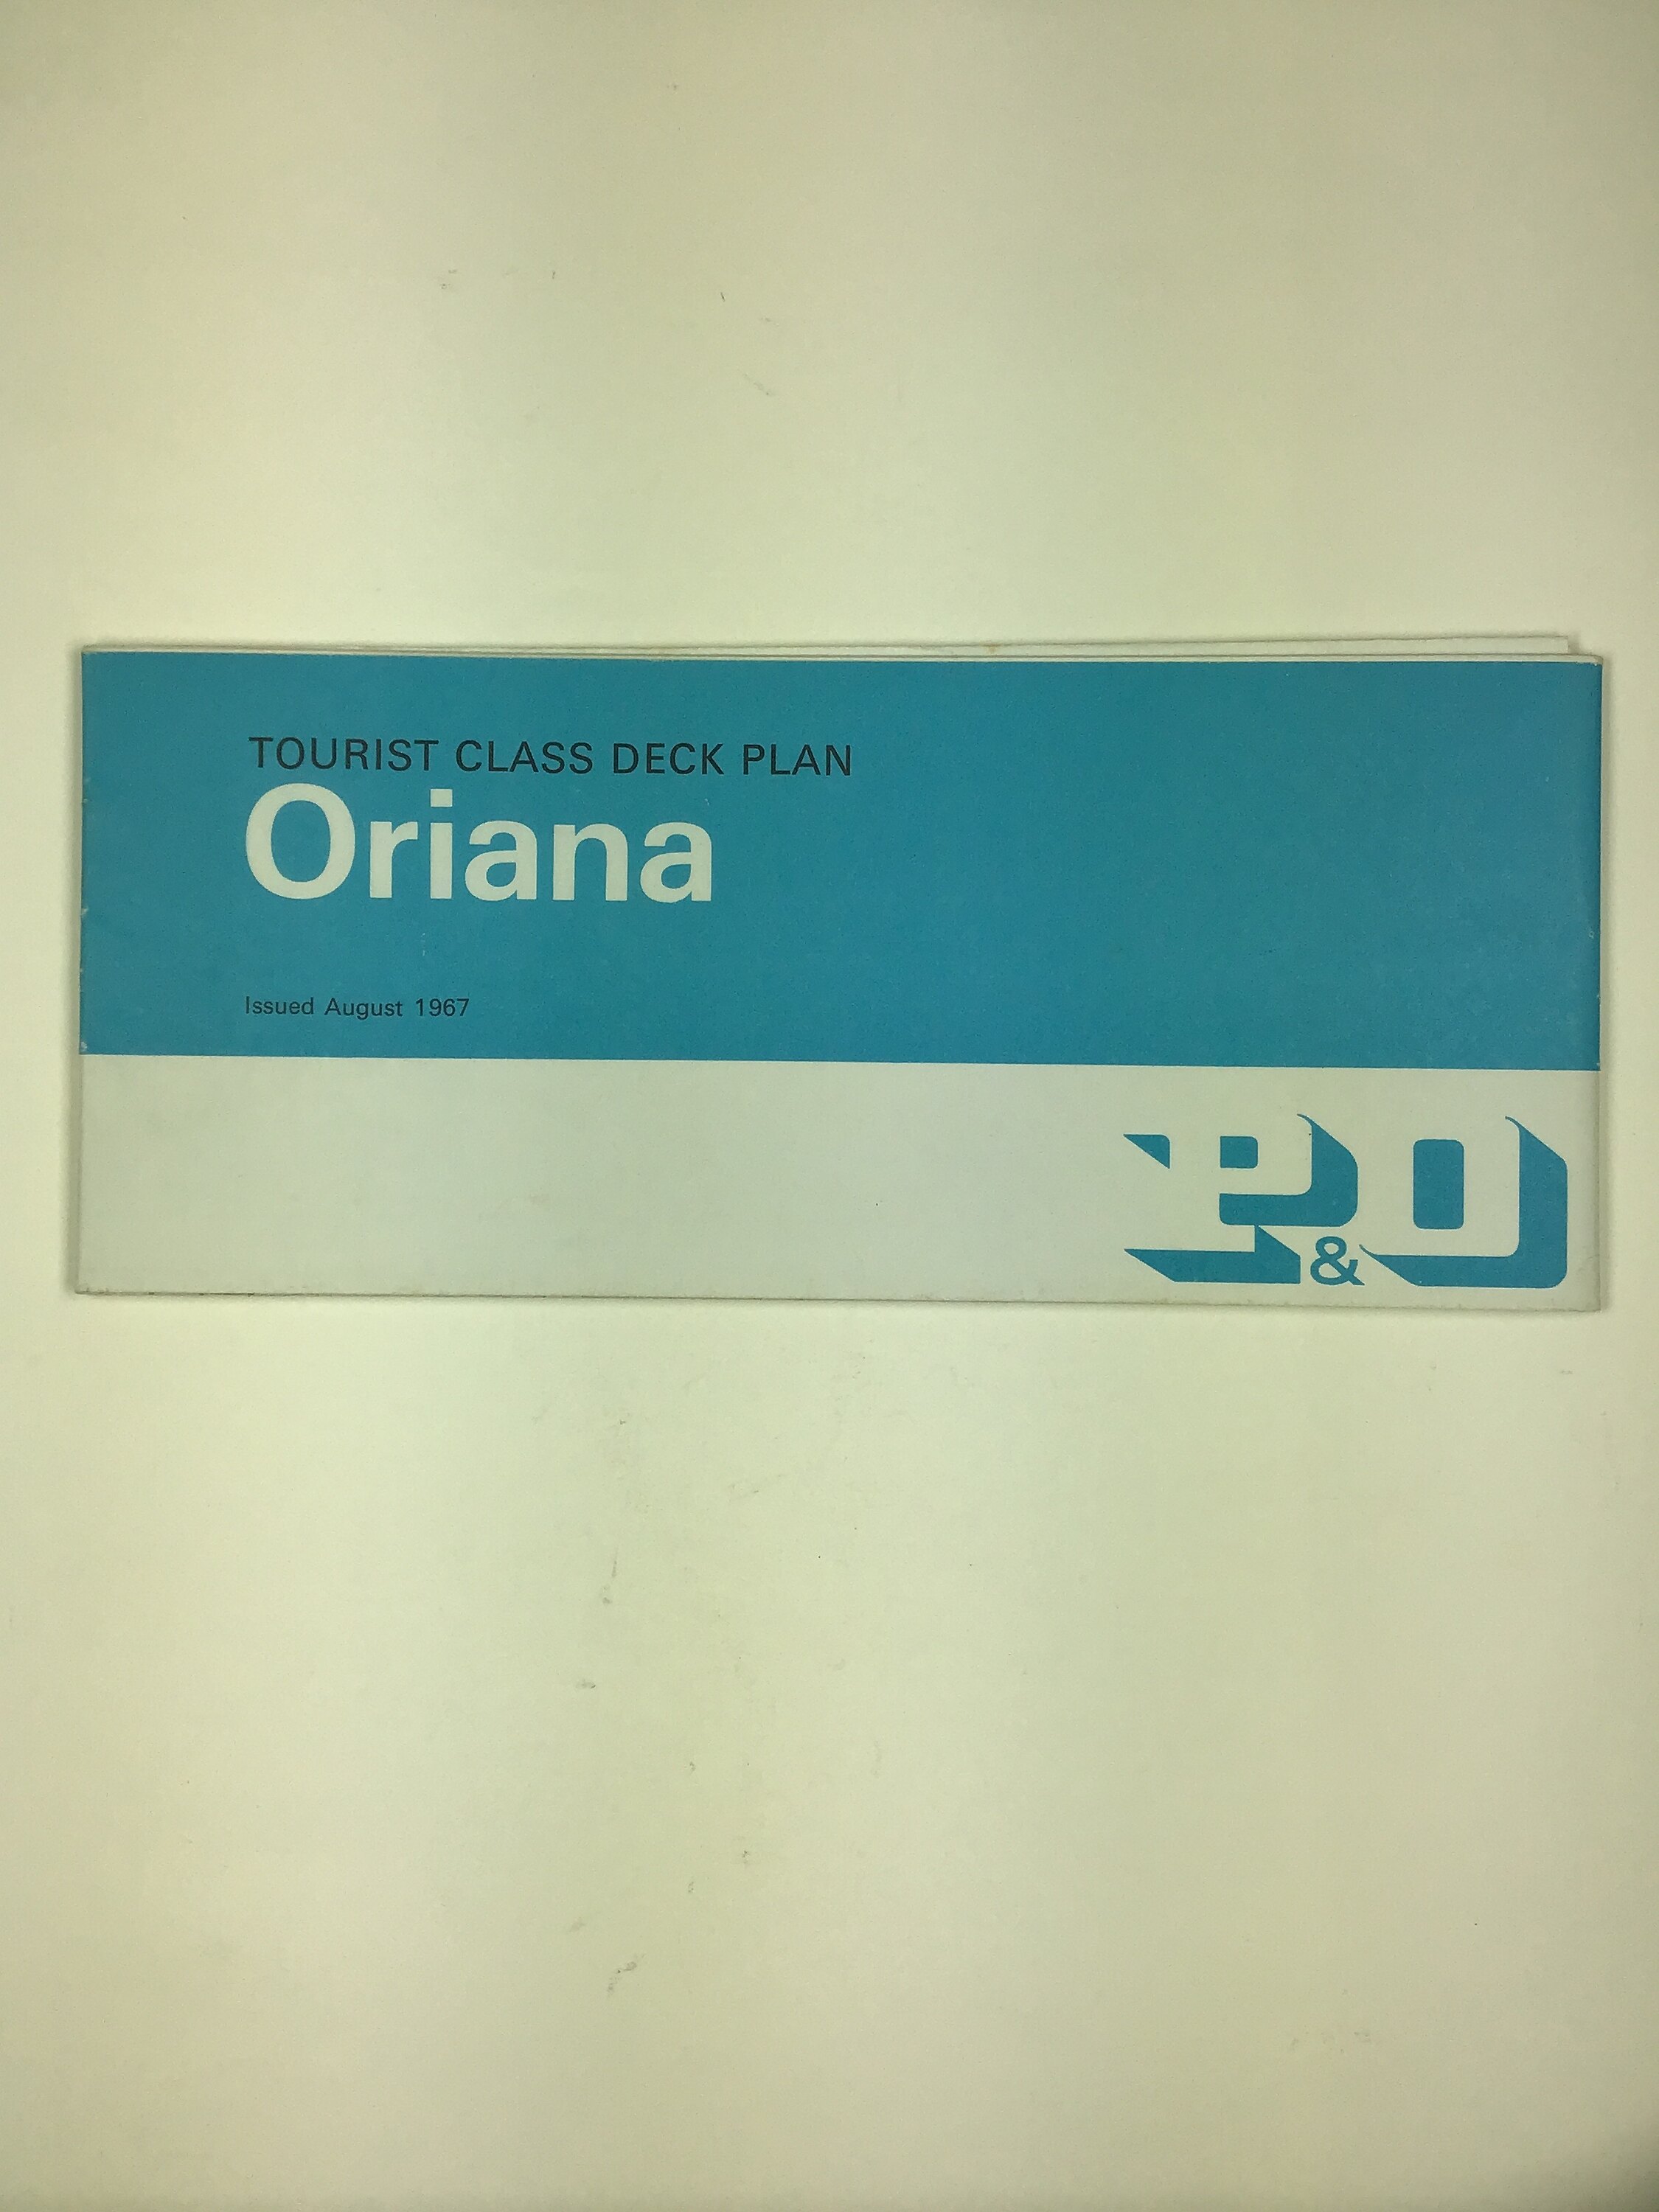 TOURIST CLASS DECK PLAN
Oriana
Issued August 1967
P&O